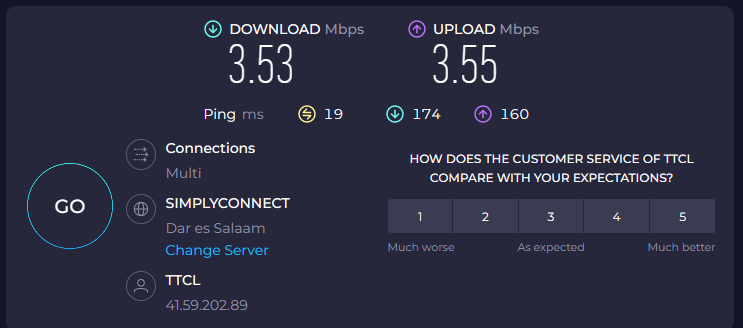 DOWNLOAD Mbps
3.53
UPLOAD Mbps
3.55
Ping ms 19 174 160
GO
Connections
Multi
SIMPLYCONNECT
Dar es Salaam
Change Server
TTCL
41.59.202.89
HOW DOES THE CUSTOMER SERVICE OF TTCL
COMPARE WITH YOUR EXPECTATIONS?
1 2 3 4 5
Much worse As expected Much better